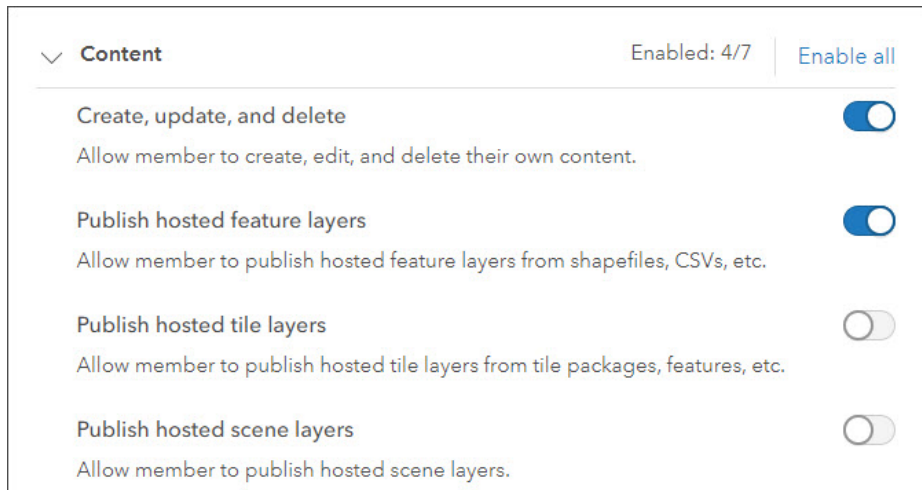 Content Enabled: 4/7 Enable all
Create, update, and delete
Allow member to create, edit, and delete their own content.
Publish hosted feature layers
Allow member to publish hosted feature layers from shapefiles, CSVs, etc.
Publish hosted tile layers
Allow member to publish hosted tile layers from tile packages, features, etc.
Publish hosted scene layers
Allow member to publish hosted scene layers.